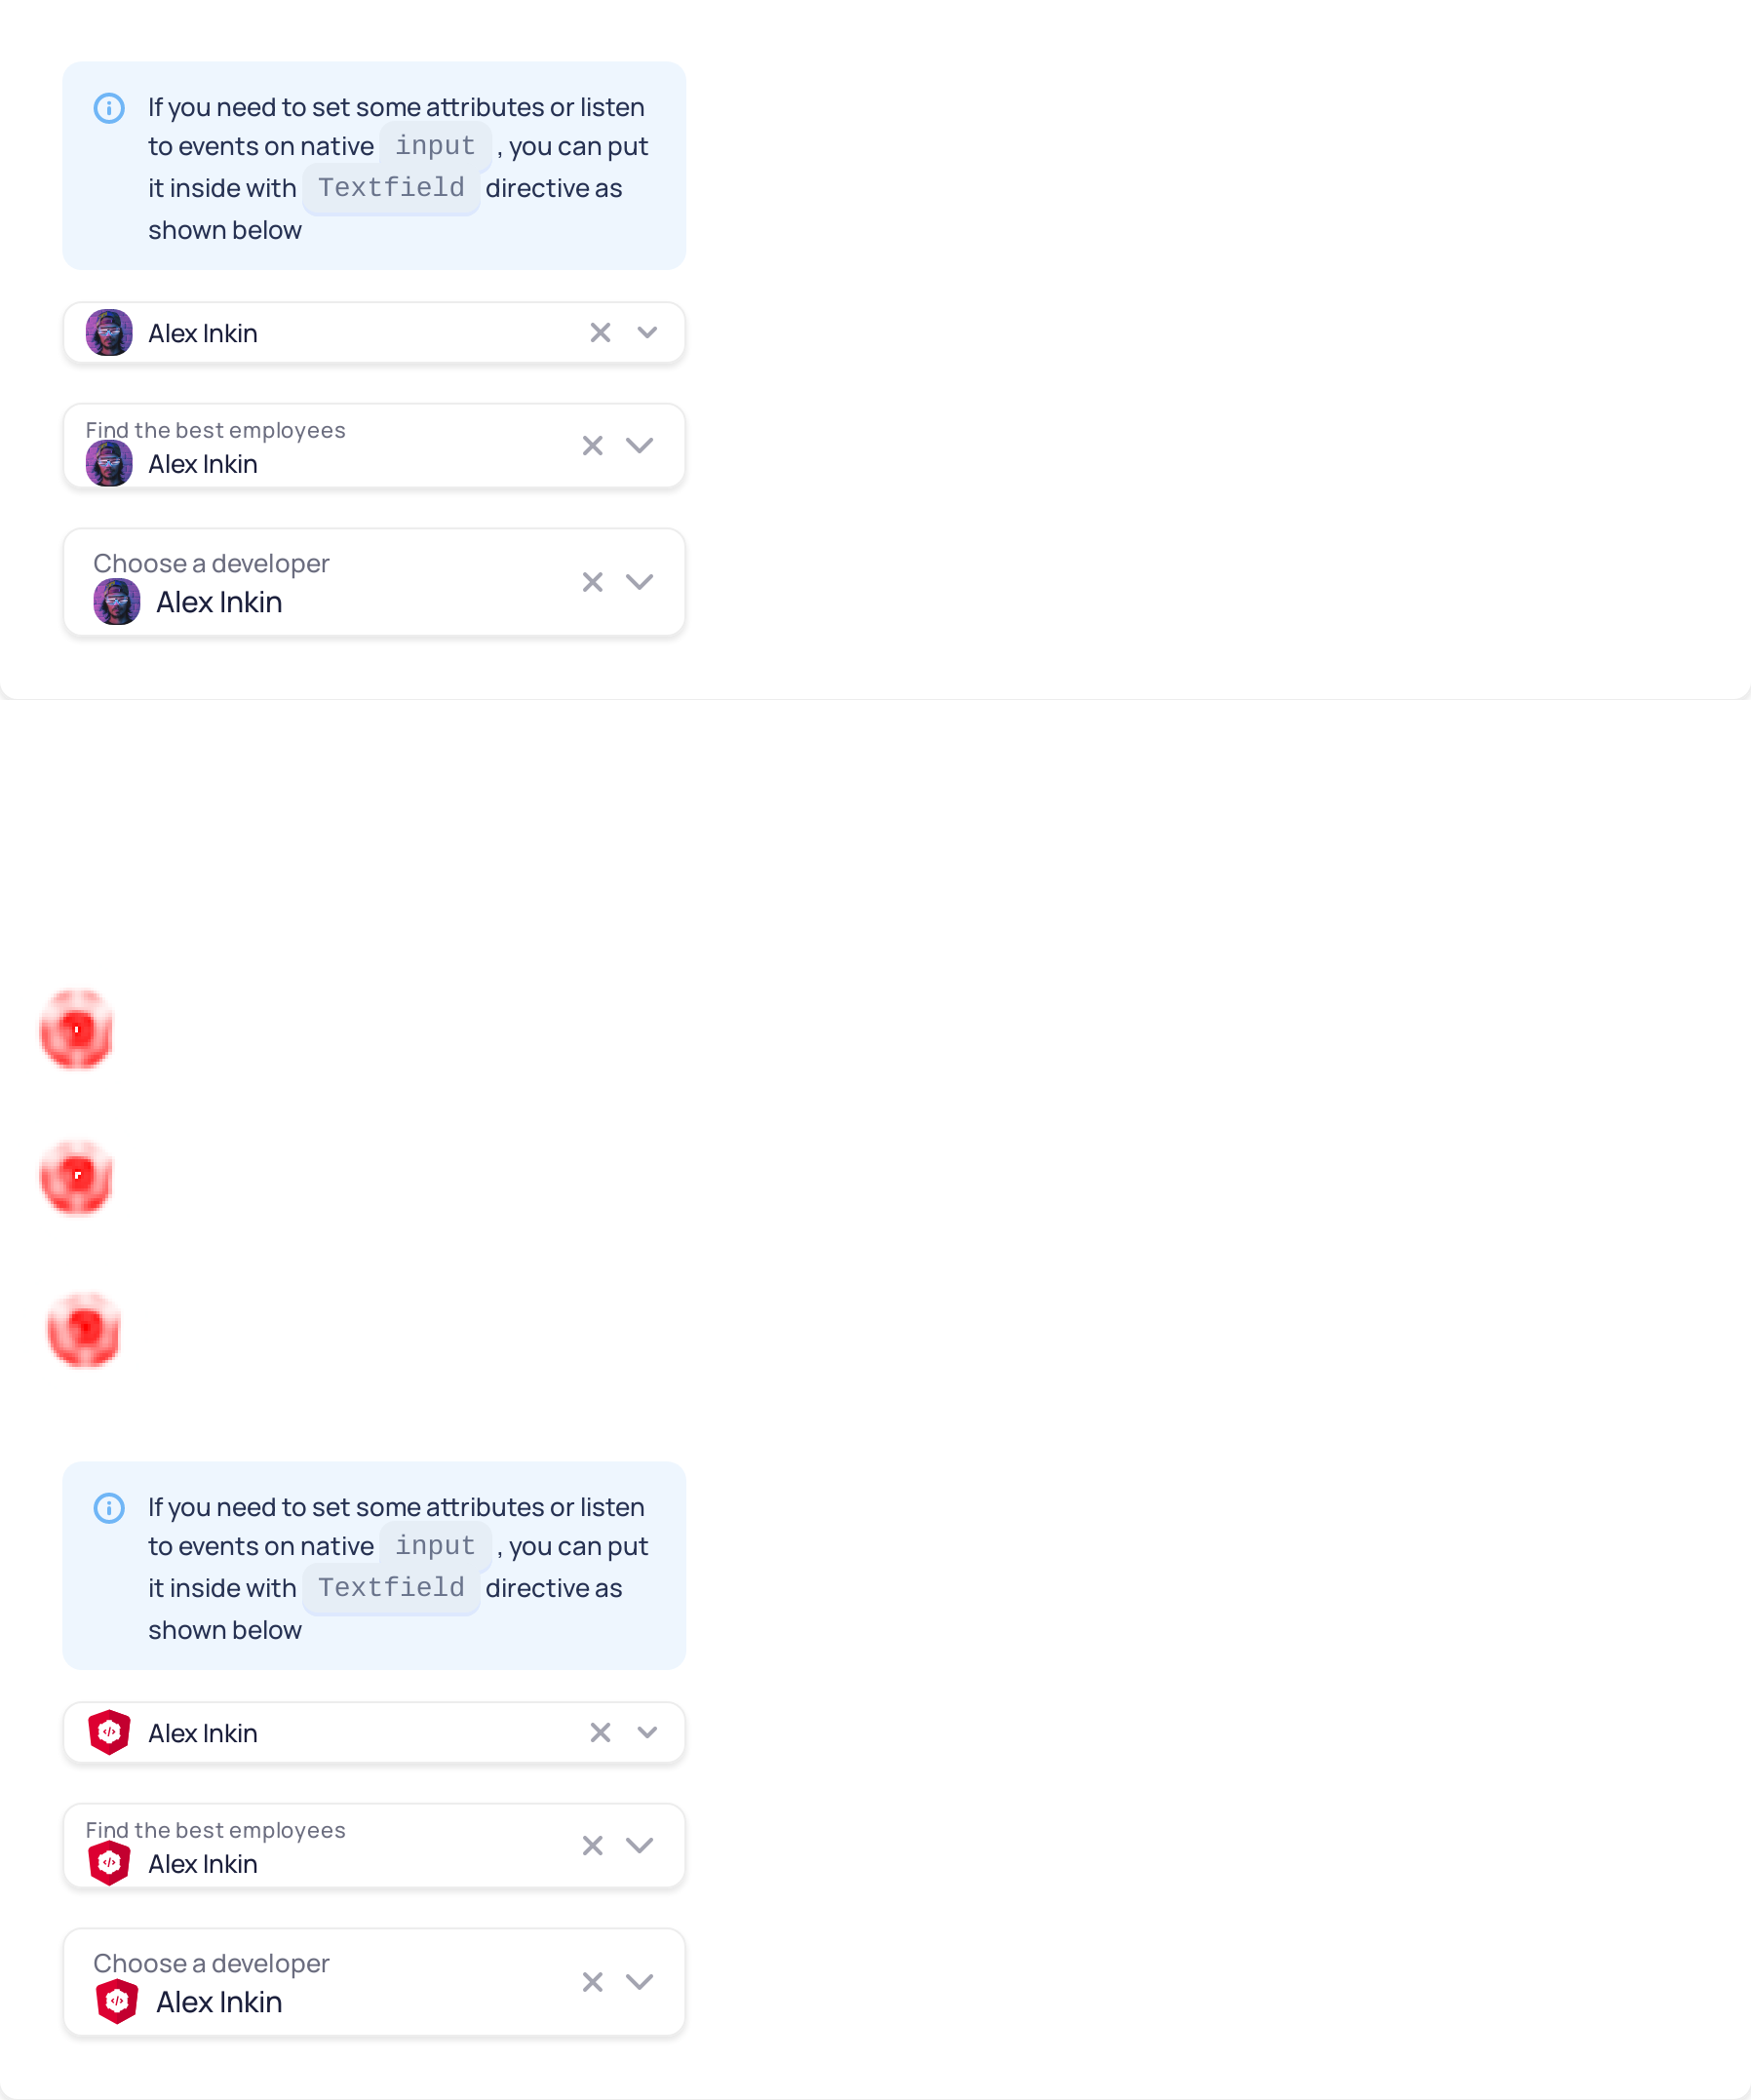 If you need to set some attributes or listen
to events on native input , you can put
it inside with Textfield directive as
shown below
Alex Inkin
Find the best employees
Alex Inkin
Choose a developer
Alex Inkin
If you need to set some attributes or listen
to events on native input , you can put
it inside with Textfield directive as
shown below
Alex Inkin
Find the best employees
Alex Inkin
Choose a developer
Alex Inkin